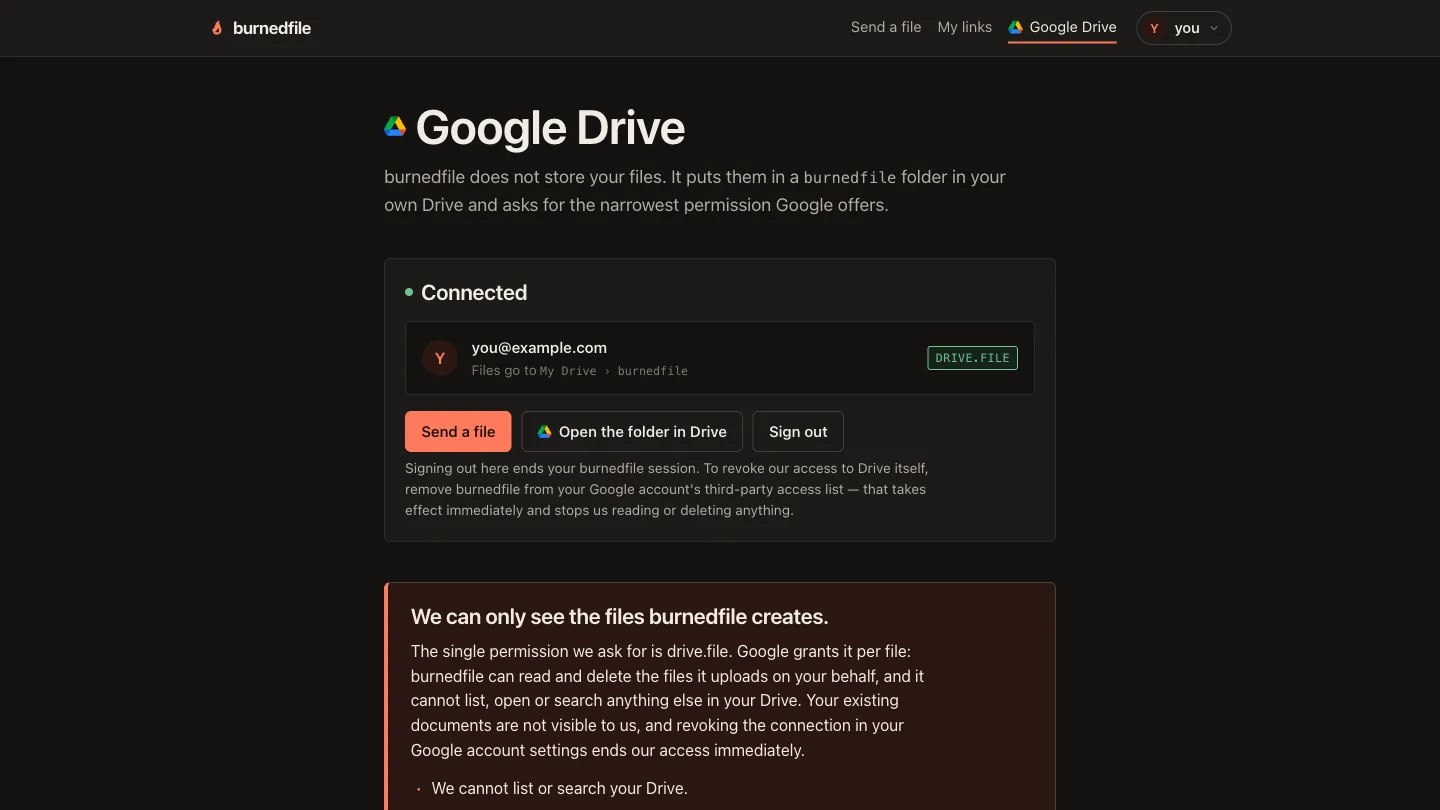 burnedfile
Send a file
My links
Google Drive
Y
you
Google Drive
burnedfile does not store your files. It puts them in a burnedfile folder in your
own Drive and asks for the narrowest permission Google offers.
Connected
Y
you@example.com
Files go to My Drive › burnedfile
DRIVE.FILE
Send a file
Open the folder in Drive
Sign out
Signing out here ends your burnedfile session. To revoke our access to Drive itself,
remove burnedfile from your Google account's third-party access list — that takes
effect immediately and stops us reading or deleting anything.
We can only see the files burnedfile creates.
The single permission we ask for is drive.file. Google grants it per file:
burnedfile can read and delete the files it uploads on your behalf, and it
cannot list, open or search anything else in your Drive. Your existing
documents are not visible to us, and revoking the connection in your
Google account settings ends our access immediately.
· We cannot list or search your Drive.